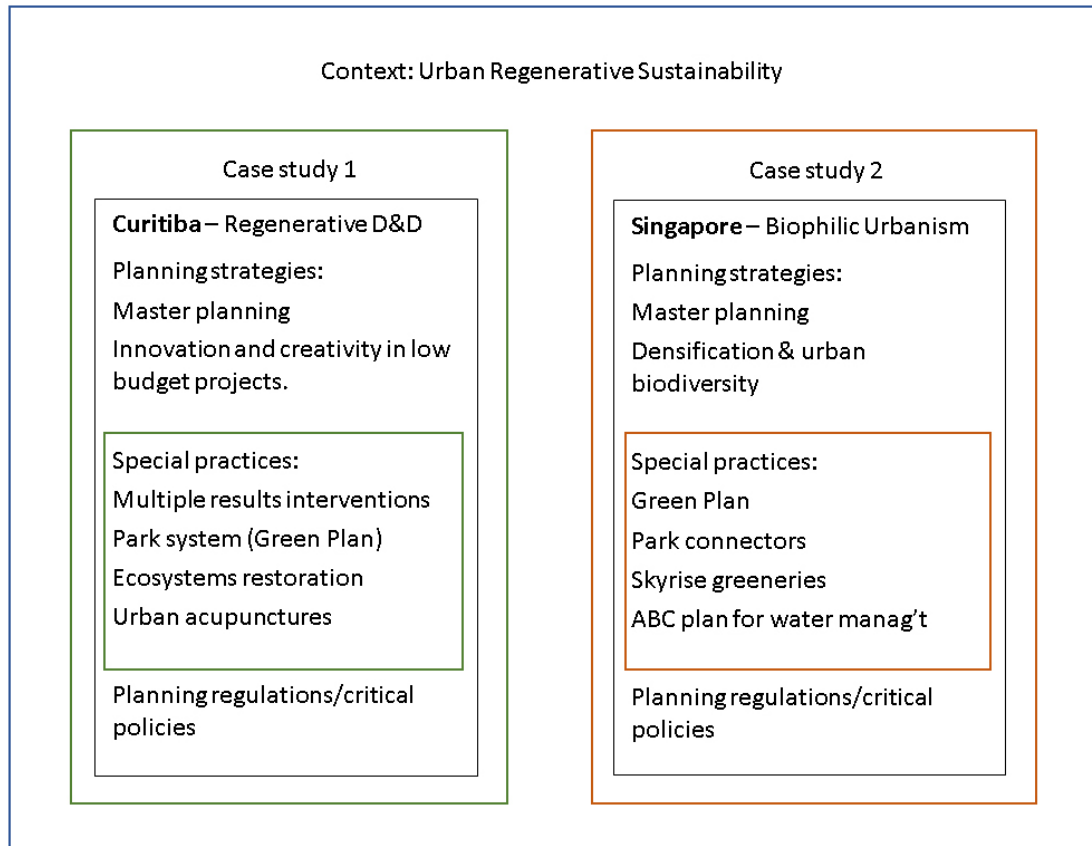 Context: Urban Regenerative Sustainability
Case study 1
Curitiba – Regenerative D&D
Planning strategies:
Master planning
Innovation and creativity in low
budget projects.
Special practices:
Multiple results interventions
Park system (Green Plan)
Ecosystems restoration
Urban acupunctures
Planning regulations/critical
policies
Case study 2
Singapore – Biophilic Urbanism
Planning strategies:
Master planning
Densification & urban
biodiversity
Special practices:
Green Plan
Park connectors
Skyrise greeneries
ABC plan for water manag’t
Planning regulations/critical
policies